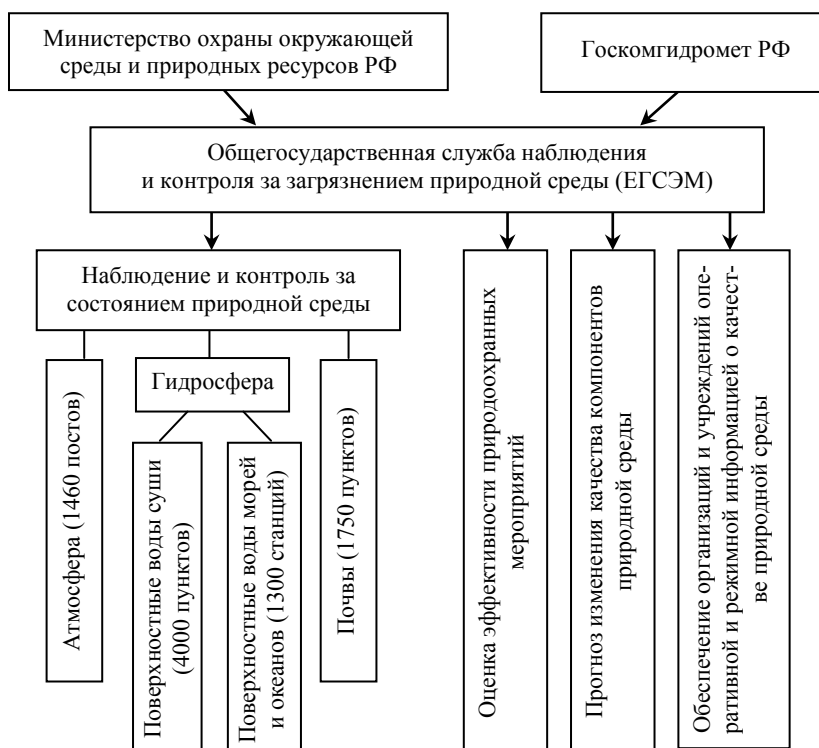 Министерство охраны окружающей
среды и природных ресурсов РФ
Госкомгидромет РФ
Общегосударственная служба наблюдения
и контроля за загрязнением природной среды (ЕГСЭМ)
Наблюдение и контроль за
состоянием природной среды
Гидросфера
Атмосфера (1460 постов)
Поверхностные воды суши
(4000 пунктов)
Поверхностные воды морей
и океанов (1300 станций)
Почвы (1750 пунктов)
Оценка эффективности природоохранных
мероприятий
Прогноз изменения качества компонентов
природной среды
Обеспечение организаций и учреждений опе-
ративной и режимной информацией о качест-
ве природной среды